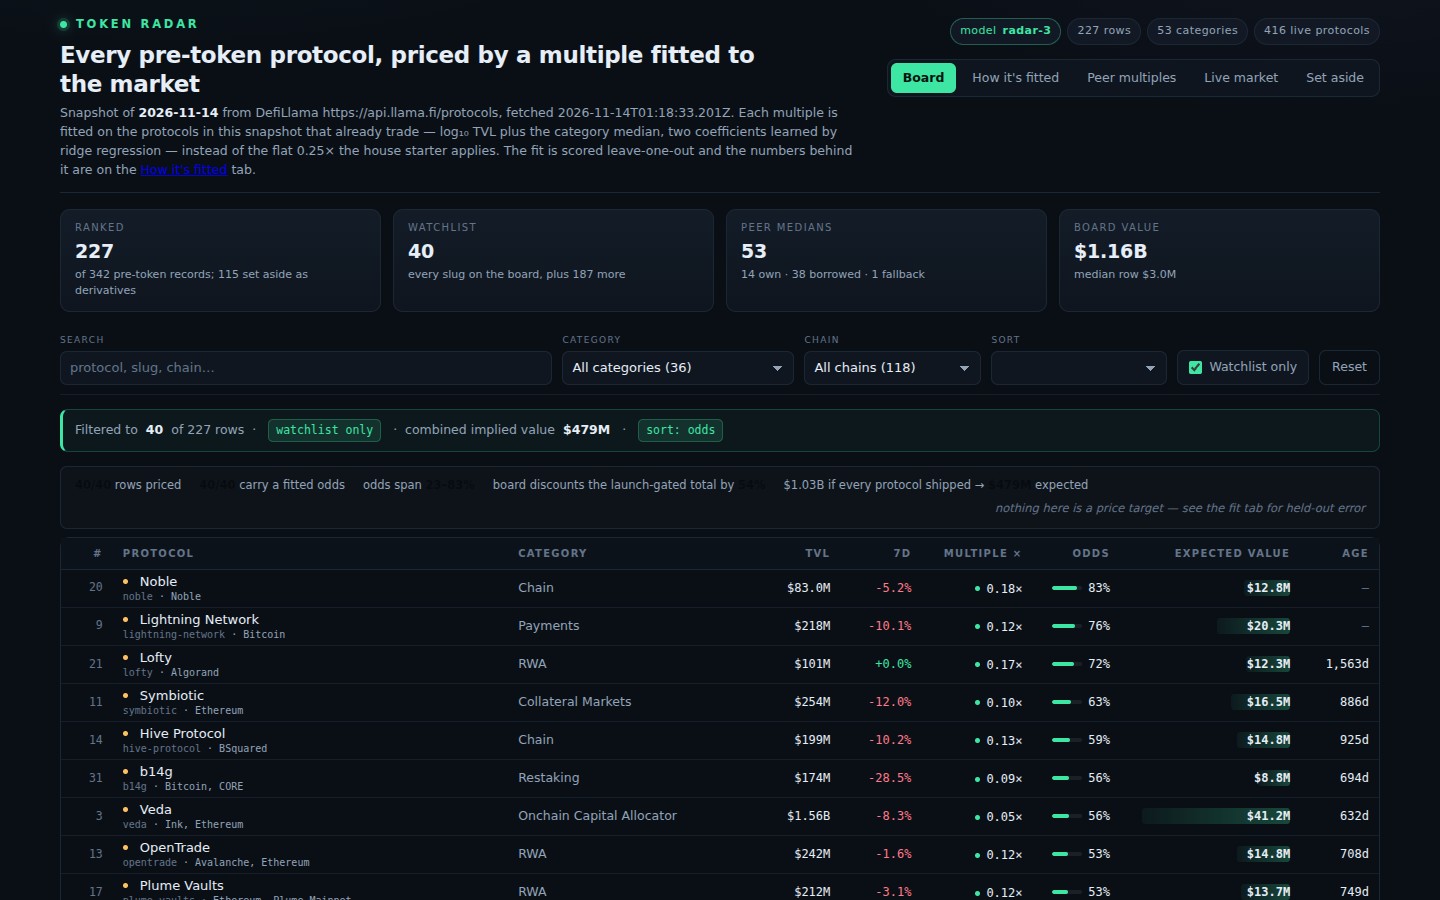 TOKEN RADAR
model radar-3
227 rows
53 categories
416 live protocols
Every pre-token protocol, priced by a multiple fitted to
the market
Board
How it's fitted
Peer multiples
Live market
Set aside
Snapshot of 2026-11-14 from DefiLlama https://api.llama.fi/protocols, fetched 2026-11-14T01:18:33.201Z. Each multiple is
fitted on the protocols in this snapshot that already trade — log₁₀ TVL plus the category median, two coefficients learned by
ridge regression — instead of the flat 0.25× the house starter applies. The fit is scored leave-one-out and the numbers behind
it are on the How it's fitted tab.
RANKED
227
of 342 pre-token records; 115 set aside as
derivatives
WATCHLIST
40
every slug on the board, plus 187 more
PEER MEDIANS
53
14 own · 38 borrowed · 1 fallback
BOARD VALUE
$1.16B
median row $3.0M
SEARCH
CATEGORY
CHAIN
SORT
protocol, slug, chain…
All categories (36)
All chains (118)
Watchlist only
Reset
Filtered to 40 of 227 rows · watchlist only · combined implied value $479M · sort: odds
40/40 rows priced 40/40 carry a fitted odds odds span 23–83% board discounts the launch-gated total by 54% $1.03B if every protocol shipped → $479M expected
nothing here is a price target — see the fit tab for held-out error
# PROTOCOL CATEGORY TVL 7D MULTIPLE × ODDS EXPECTED VALUE AGE
20 Noble Chain $83.0M -5.2% 0.18× 83% $12.8M —
noble · Noble
9 Lightning Network Payments $218M -10.1% 0.12× 76% $20.3M —
lightning-network · Bitcoin
21 Lofty RWA $101M +0.0% 0.17× 72% $12.3M 1,563d
lofty · Algorand
11 Symbiotic Collateral Markets $254M -12.0% 0.10× 63% $16.5M 886d
symbiotic · Ethereum
14 Hive Protocol Chain $199M -10.2% 0.13× 59% $14.8M 925d
hive-protocol · BSquared
31 b14g Restaking $174M -28.5% 0.09× 56% $8.8M 694d
b14g · Bitcoin, CORE
3 Veda Onchain Capital Allocator $1.56B -8.3% 0.05× 56% $41.2M 632d
veda · Ink, Ethereum
13 OpenTrade RWA $242M -1.6% 0.12× 53% $14.8M 708d
opentrade · Avalanche, Ethereum
17 Plume Vaults RWA $212M -3.1% 0.12× 53% $13.7M 749d
plume-vaults · Ethereum, Plume Mainnet